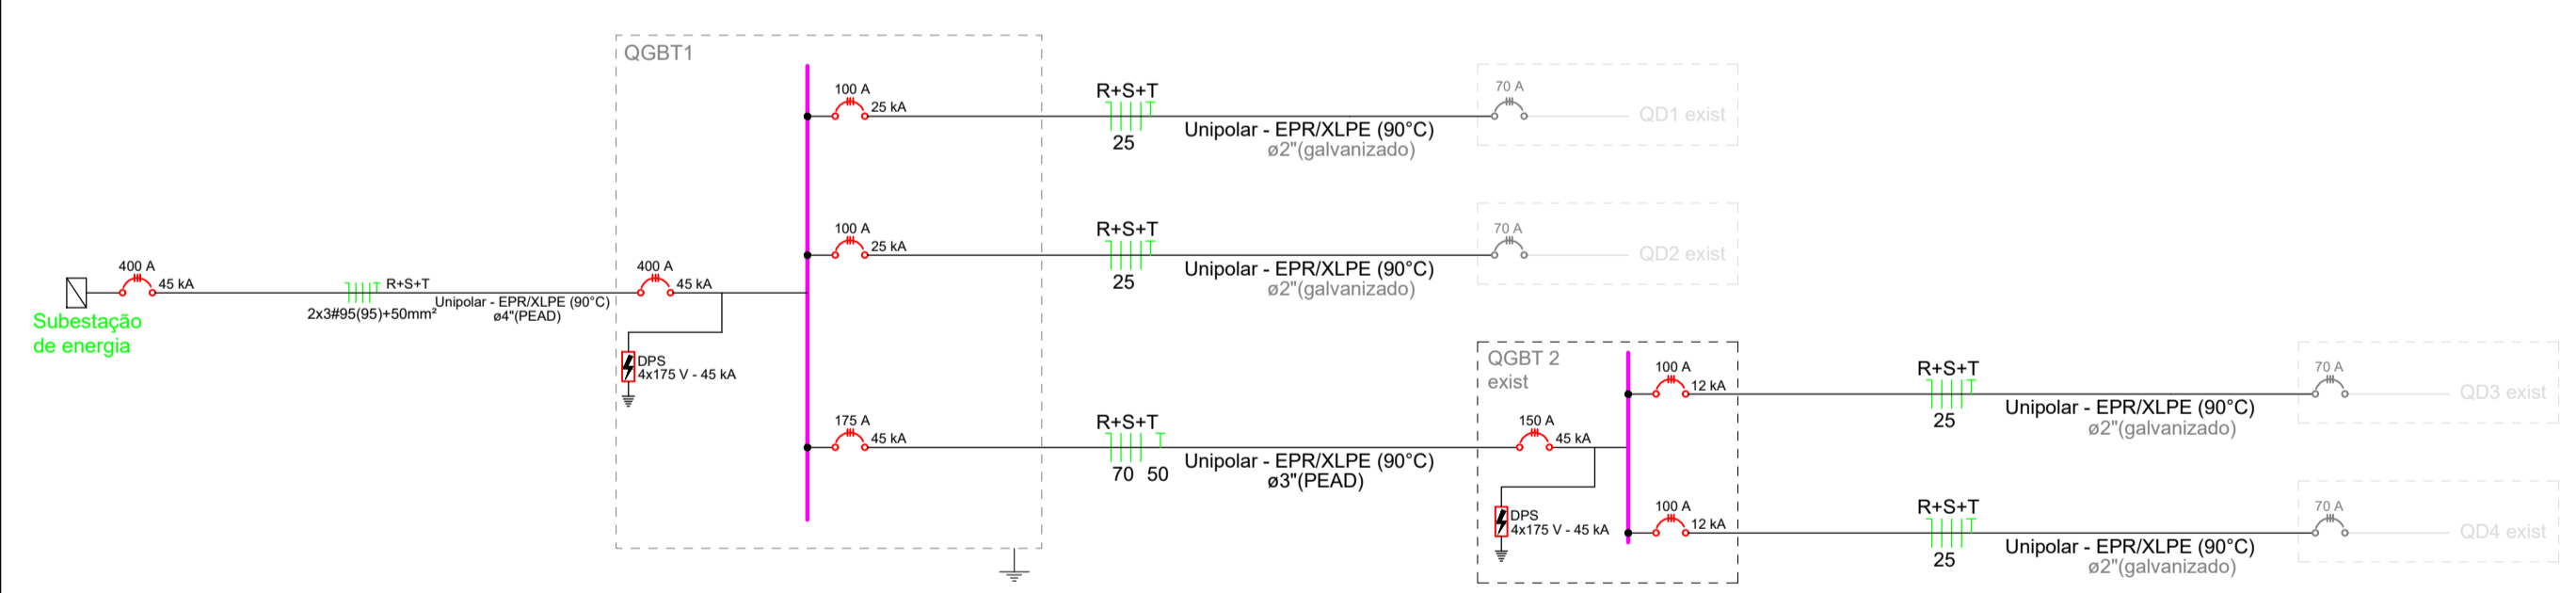 QGBT1
100 A
25 kA
R+S+T
25
Unipolar - EPR/XLPE (90°C)
ø2"(galvanizado)
70 A
QD1 exist
100 A
25 kA
R+S+T
25
Unipolar - EPR/XLPE (90°C)
ø2"(galvanizado)
70 A
QD2 exist
Subestação
de energia
400 A
45 kA
R+S+T
2x3#95(95)+50mm²
Unipolar - EPR/XLPE (90°C)
ø4"(PEAD)
400 A
45 kA
DPS
4x175 V - 45 kA
175 A
45 kA
R+S+T
70 50
Unipolar - EPR/XLPE (90°C)
ø3"(PEAD)
QGBT 2
exist
150 A
45 kA
DPS
4x175 V - 45 kA
100 A
12 kA
R+S+T
25
Unipolar - EPR/XLPE (90°C)
ø2"(galvanizado)
70 A
QD3 exist
100 A
12 kA
R+S+T
25
Unipolar - EPR/XLPE (90°C)
ø2"(galvanizado)
70 A
QD4 exist